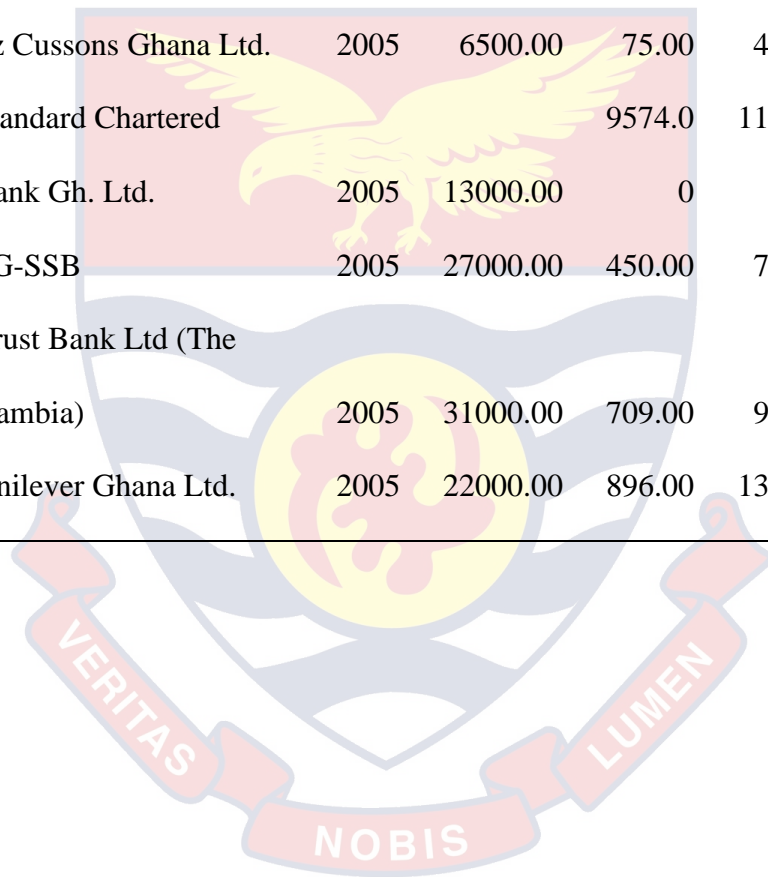 z Cussons Ghana Ltd. 2005 6500.00 75.00 4
andard Chartered 9574.0 11
ank Gh. Ltd. 2005 13000.00 0
G-SSB 2005 27000.00 450.00 7
rust Bank Ltd (The
ambia) 2005 31000.00 709.00 9
nilever Ghana Ltd. 2005 22000.00 896.00 13
VERITAS
NOBIS
LUMEN